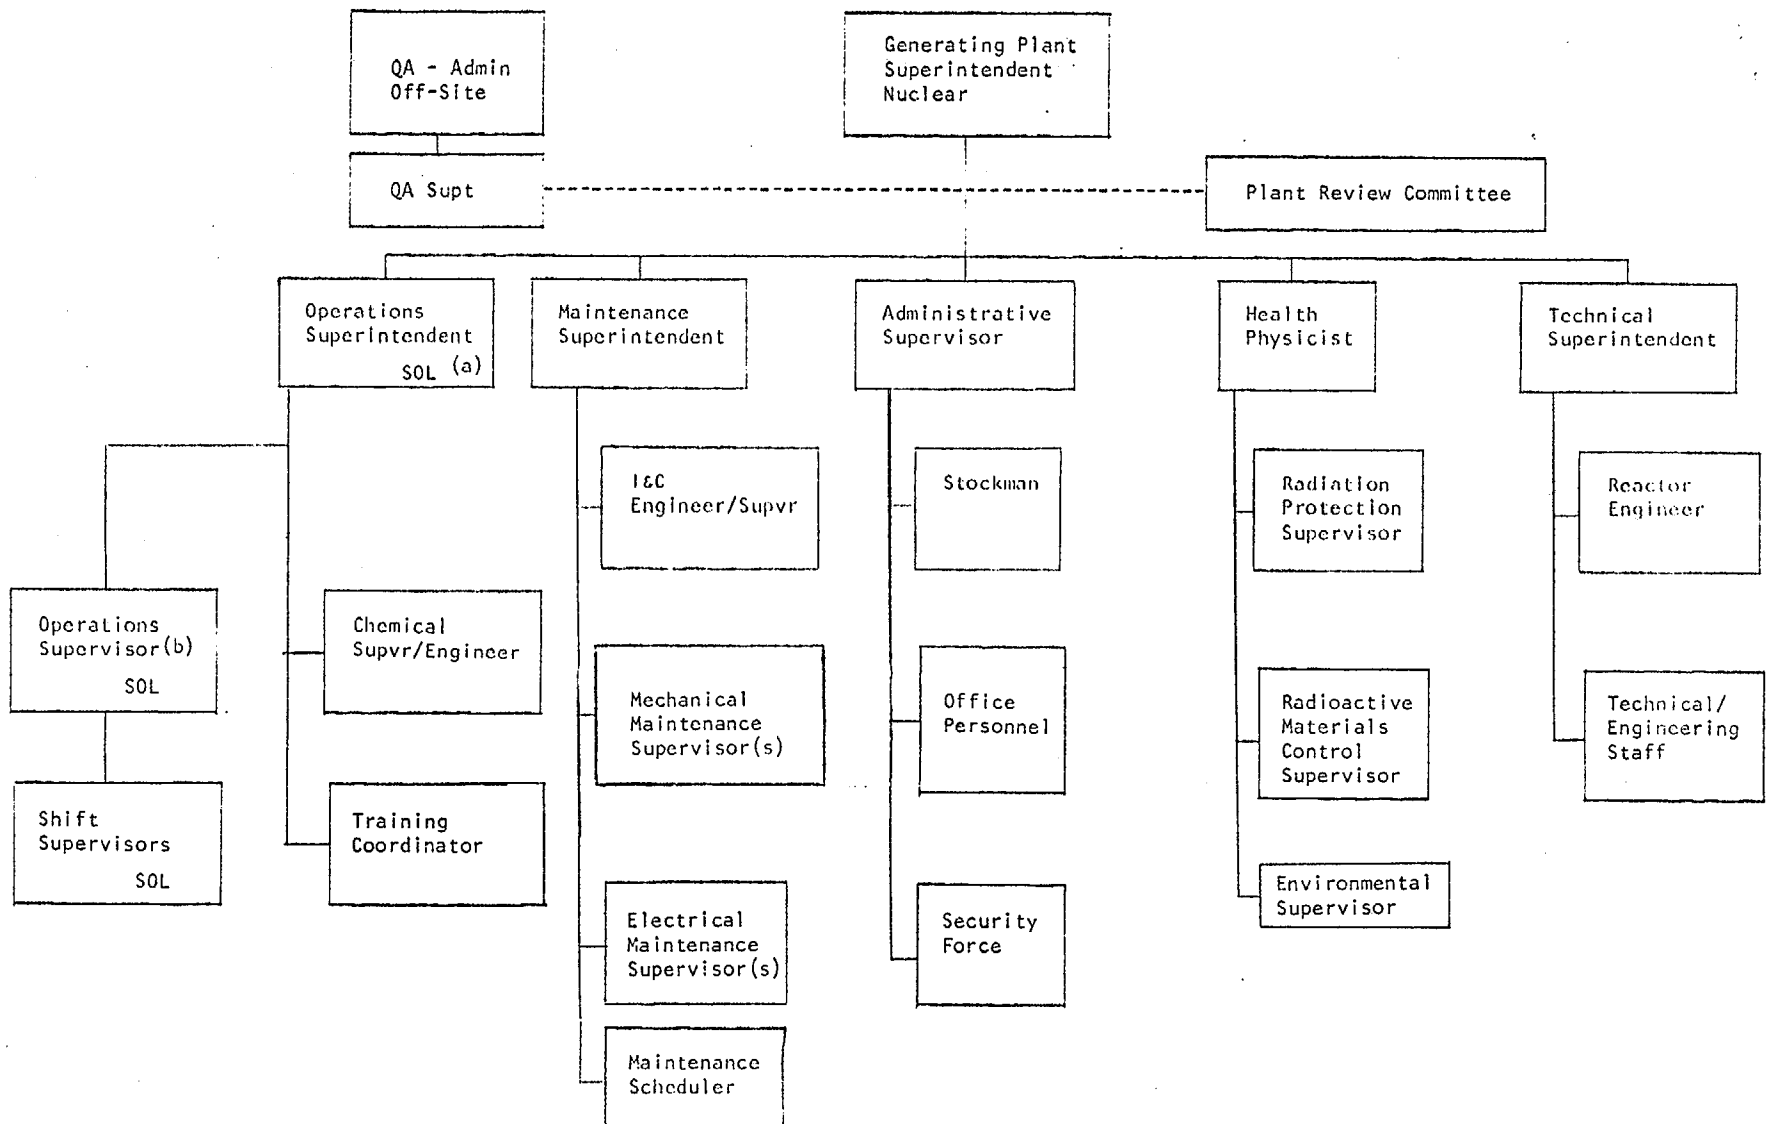 QA - Admin
Off-Site
Generating Plant
Superintendent
Nuclear
QA Supt
Plant Review Committee
Operations
Superintendent
SOL (a)
Maintenance
Superintendent
Administrative
Supervisor
Health
Physicist
Technical
Superintendent
I&C
Engineer/Supvr
Stockman
Radiation
Protection
Supervisor
Reactor
Engineer
Operations
Supervisor(b)
SOL
Chemical
Supvr/Engineer
Mechanical
Maintenance
Supervisor(s)
Office
Personnel
Radioactive
Materials
Control
Supervisor
Technical/
Engineering
Staff
Shift
Supervisors
SOL
Training
Coordinator
Electrical
Maintenance
Supervisor(s)
Security
Force
Environmental
Supervisor
Maintenance
Scheduler